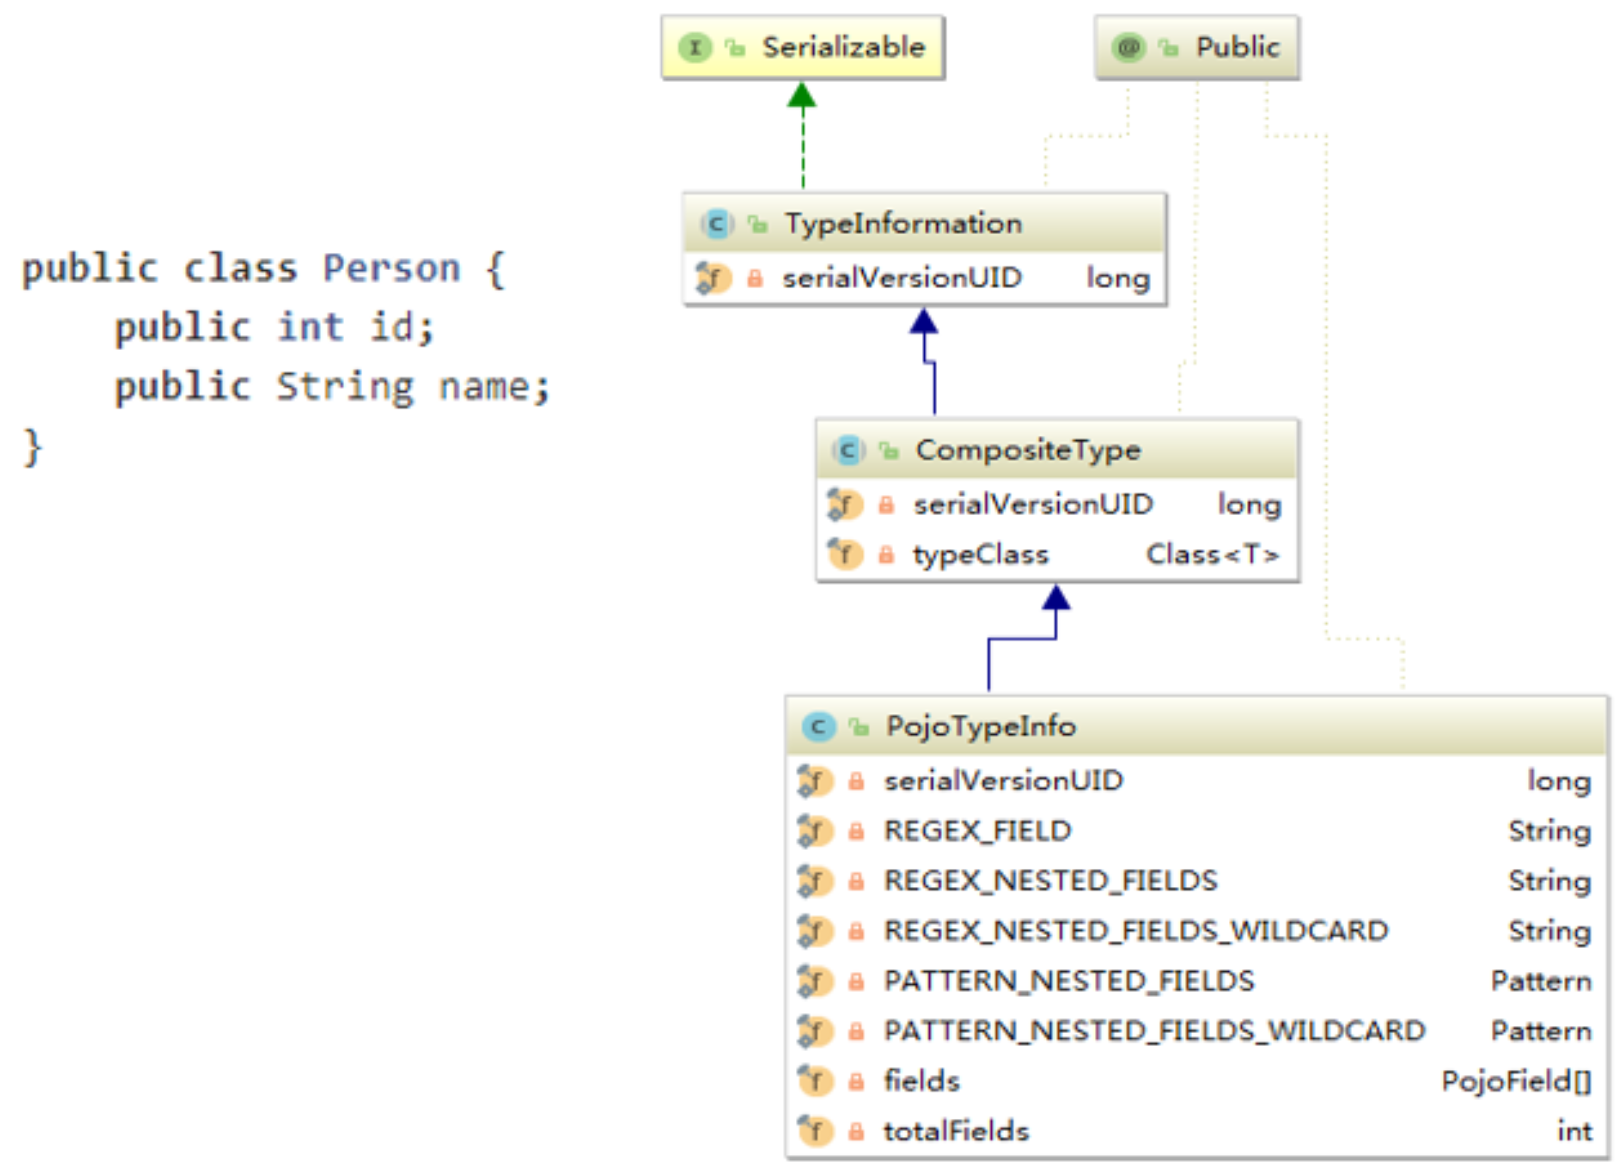 public class Person {
public int id;
public String name;
}
I Serializable
@ Public
C TypeInformation
f serialVersionUID long
C CompositeType
f serialVersionUID long
f typeClass Class<T>
C PojoTypeInfo
f serialVersionUID long
f REGEX_FIELD String
f REGEX_NESTED_FIELDS String
f REGEX_NESTED_FIELDS_WILDCARD String
f PATTERN_NESTED_FIELDS Pattern
f PATTERN_NESTED_FIELDS_WILDCARD Pattern
f fields PojoField[]
f totalFields int